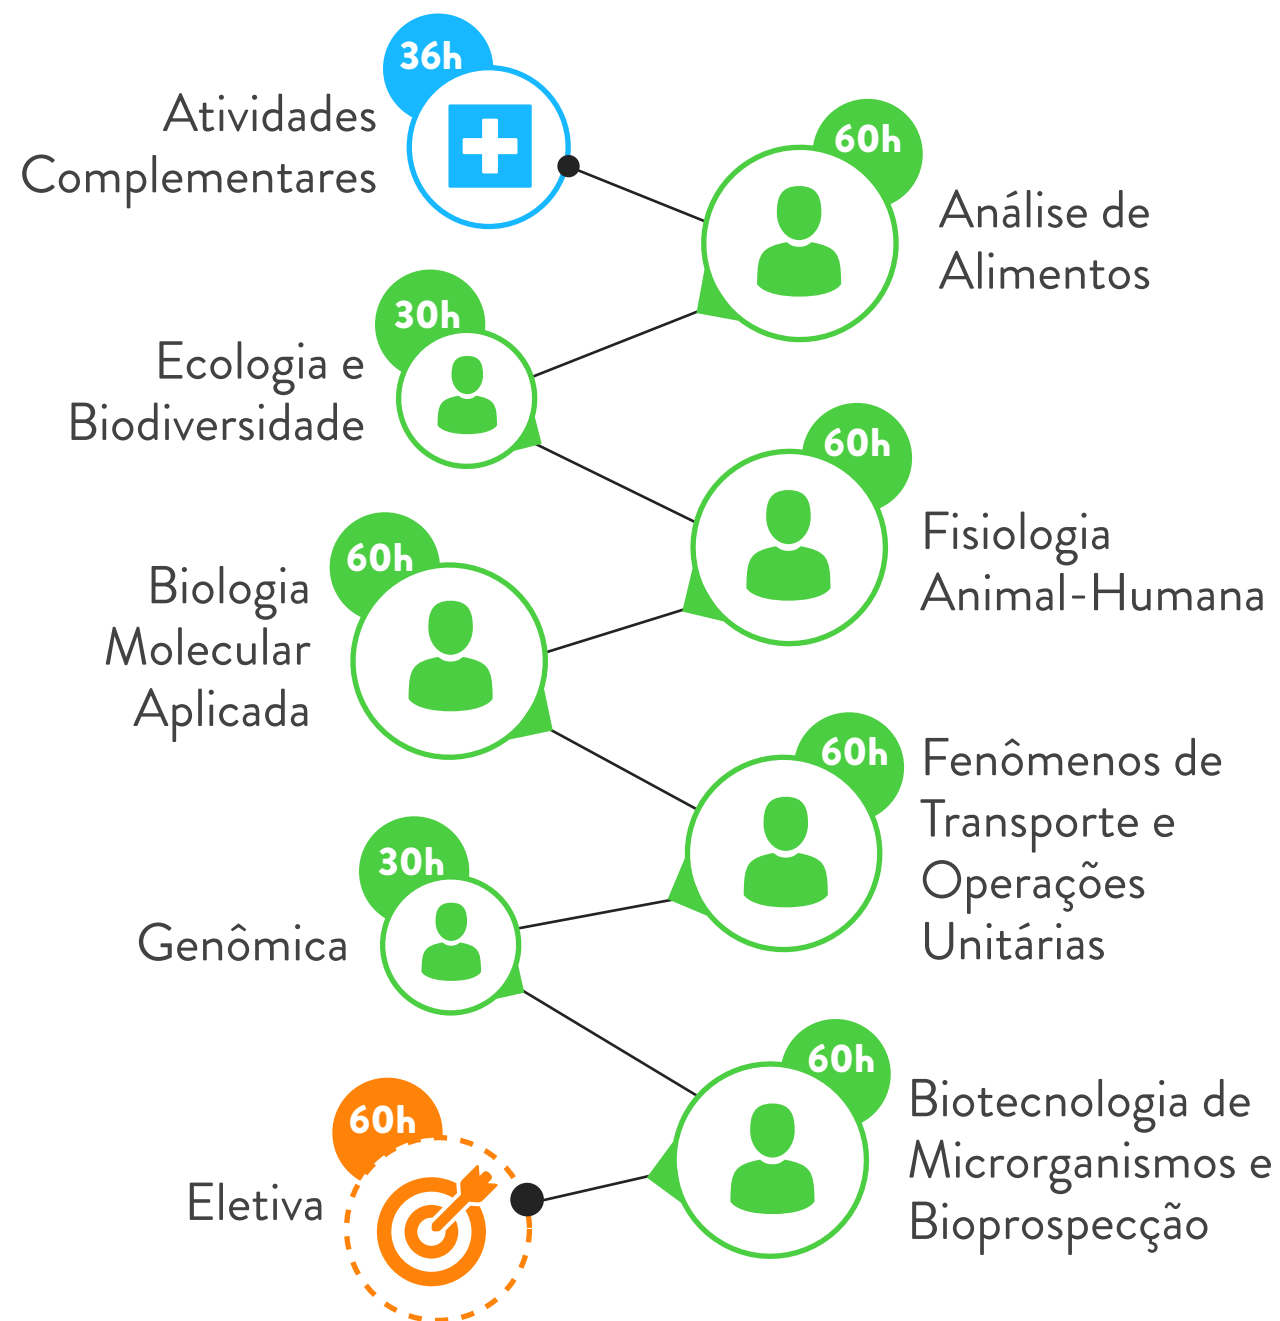 36h
Atividades
Complementares
60h
Análise de
Alimentos
30h
Ecologia e
Biodiversidade
60h
Fisiologia
Animal-Humana
60h
Biologia
Molecular
Aplicada
60h
Fenômenos de
Transporte e
Operações
Unitárias
30h
Genômica
60h
Biotecnologia de
Microrganismos e
Bioprospecção
60h
Eletiva